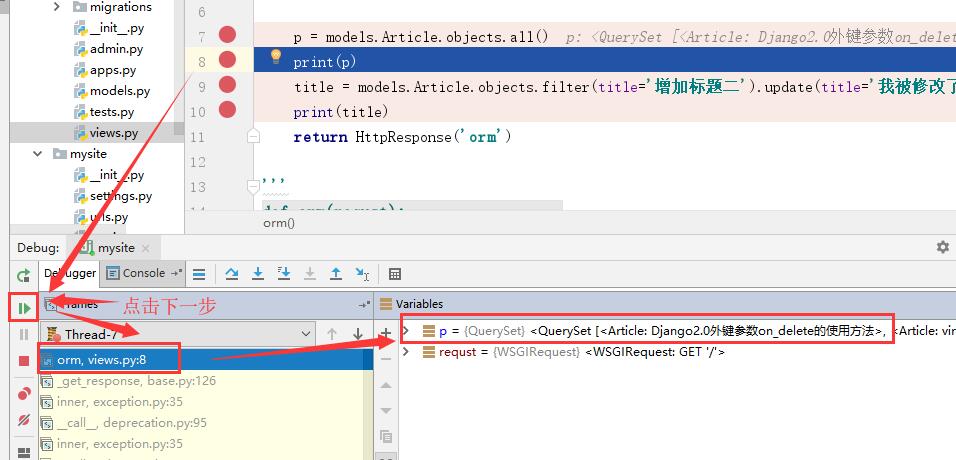 migrations
__init__.py
admin.py
apps.py
models.py
tests.py
views.py
mysite
__init__.py
settings.py
urls.py
6
7 p = models.Article.objects.all() p: <QuerySet [<Article: Django2.0外键参数on_delete
8 print(p)
9 title = models.Article.objects.filter(title='增加标题二').update(title='我被修改了
10 print(title)
11 return HttpResponse('orm')
12
13 '''
14 def orm(requst):
orm()
Debug: mysite
Debugger Console
点击下一步
Frames
Variables
Thread-7
p = {QuerySet} <QuerySet [<Article: Django2.0外键参数on_delete的使用方法>, <Article: vir
orm, views.py:8
requst = {WSGIRequest} <WSGIRequest: GET '/'>
_get_response, base.py:126
inner, exception.py:35
__call__, deprecation.py:95
inner, exception.py:35